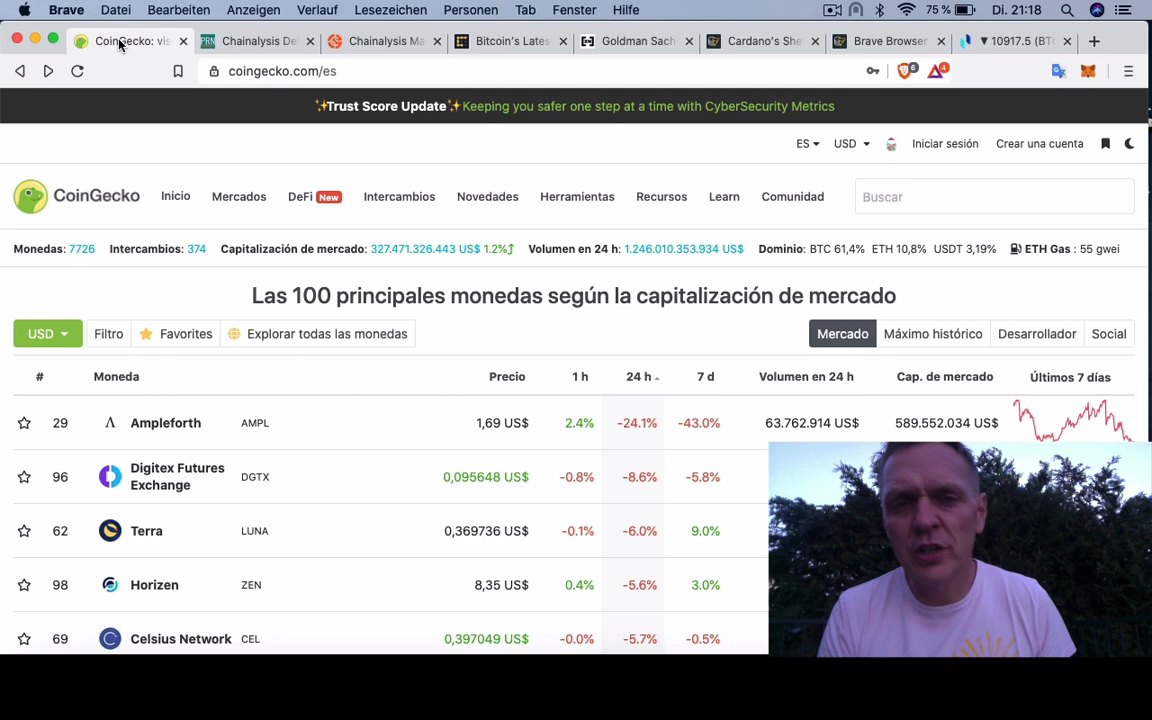 Brave Datei Bearbeiten Anzeigen Verlauf Lesezeichen Personen Tab Fenster Hilfe 75 % Di. 21:18
CoinGecko: vis Chainalysis De Chainalysis Ma Bitcoin's Lates Goldman Sach Cardano's She Brave Browser ▼10917.5 (BTC
coingecko.com/es 6 4
✨Trust Score Update✨Keeping you safer one step at a time with CyberSecurity Metrics
ES USD Iniciar sesión Crear una cuenta
CoinGecko Inicio Mercados DeFi New Intercambios Novedades Herramientas Recursos Learn Comunidad Buscar
Monedas: 7726 Intercambios: 374 Capitalización de mercado: 327.471.326.443 US$ 1.2% Volumen en 24 h: 1.246.010.353.934 US$ Dominio: BTC 61,4% ETH 10,8% USDT 3,19% ETH Gas : 55 gwei
Las 100 principales monedas según la capitalización de mercado
USD Filtro Favorites Explorar todas las monedas Mercado Máximo histórico Desarrollador Social
# Moneda Precio 1 h 24 h 7 d Volumen en 24 h Cap. de mercado Últimos 7 días
29 Ampleforth AMPL 1,69 US$ 2.4% -24.1% -43.0% 63.762.914 US$ 589.552.034 US$
96 Digitex Futures Exchange DGTX 0,095648 US$ -0.8% -8.6% -5.8%
62 Terra LUNA 0,369736 US$ -0.1% -6.0% 9.0%
98 Horizen ZEN 8,35 US$ 0.4% -5.6% 3.0%
69 Celsius Network CEL 0,397049 US$ -0.0% -5.7% -0.5%